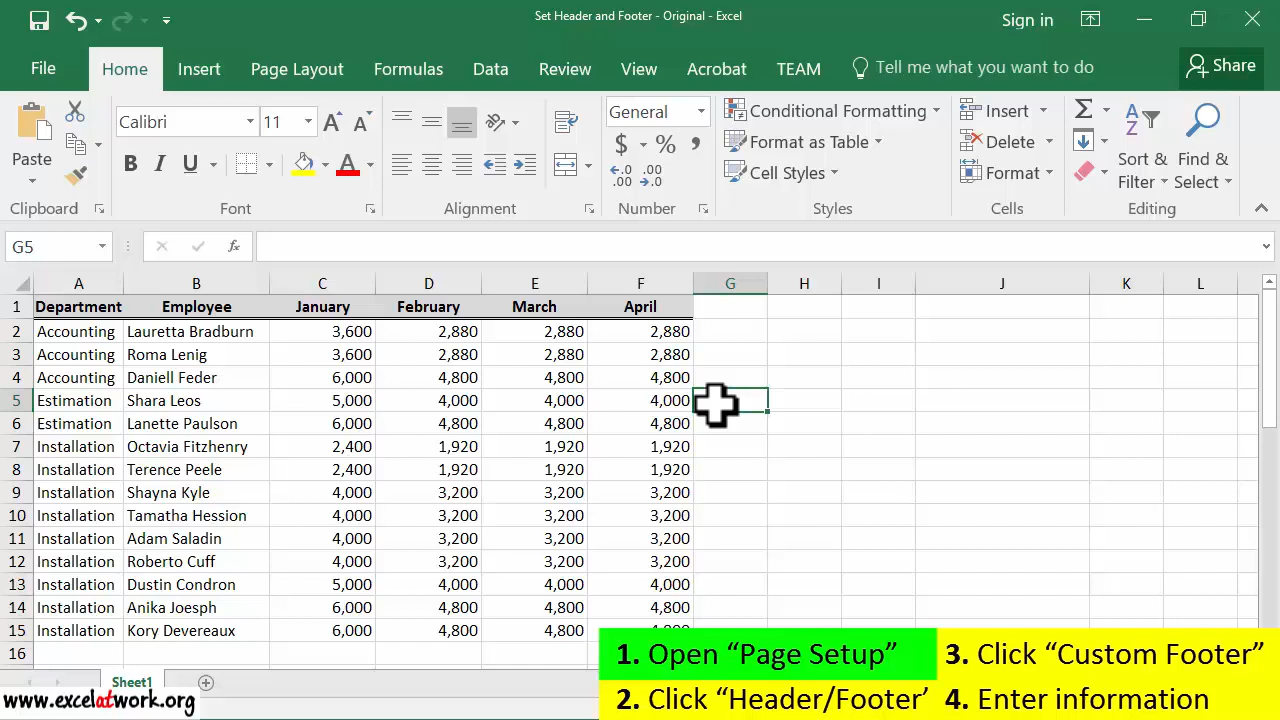 Set Header and Footer - Original - Excel
Sign in
File Home Insert Page Layout Formulas Data Review View Acrobat TEAM Tell me what you want to do Share
Paste
Calibri 11
A A
B I U A
General
$ %
Conditional Formatting
Format as Table
Cell Styles
Insert
Delete
Format
Sort & Filter
Find & Select
Clipboard Font Alignment Number Styles Cells Editing
G5 fx
A B C D E F G H I J K L
1 Department Employee January February March April
2 Accounting Lauretta Bradburn 3,600 2,880 2,880 2,880
3 Accounting Roma Lenig 3,600 2,880 2,880 2,880
4 Accounting Daniell Feder 6,000 4,800 4,800 4,800
5 Estimation Shara Leos 5,000 4,000 4,000 4,000
6 Estimation Lanette Paulson 6,000 4,800 4,800 4,800
7 Installation Octavia Fitzhenry 2,400 1,920 1,920 1,920
8 Installation Terence Peele 2,400 1,920 1,920 1,920
9 Installation Shayna Kyle 4,000 3,200 3,200 3,200
10 Installation Tamatha Hession 4,000 3,200 3,200 3,200
11 Installation Adam Saladin 4,000 3,200 3,200 3,200
12 Installation Roberto Cuff 4,000 3,200 3,200 3,200
13 Installation Dustin Condron 5,000 4,000 4,000 4,000
14 Installation Anika Joesph 6,000 4,800 4,800 4,800
15 Installation Kory Devereaux 6,000 4,800 4,800
16
Sheet1
www.excelatwork.org
1. Open “Page Setup”
2. Click “Header/Footer’
3. Click “Custom Footer”
4. Enter information